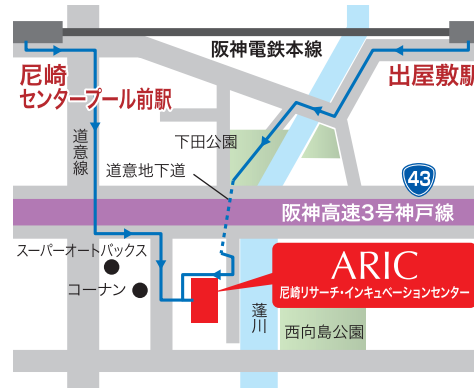 阪神電鉄本線
尼崎
センタープール前駅
出屋敷駅
下田公園
道意線
道意地下道
43
阪神高速3号神戸線
スーパーオートバックス
コーナン
ARIC
尼崎リサーチ・インキュベーションセンター
蓬川
西向島公園